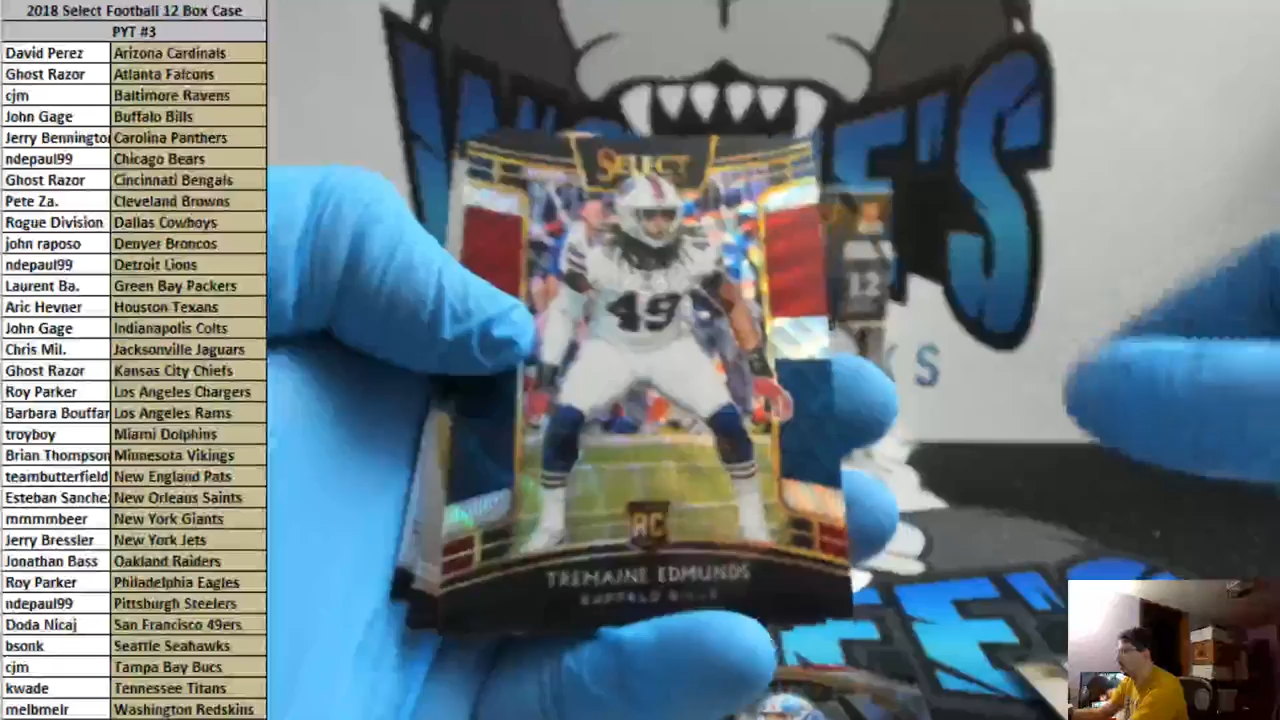 2018 Select Football 12 Box Case
PYT #3
David Perez Arizona Cardinals
Ghost Razor Atlanta Falcons
cjm Baltimore Ravens
John Gage Buffalo Bills
Jerry Benningto Carolina Panthers
ndepaul99 Chicago Bears
Ghost Razor Cincinnati Bengals
Pete Za. Cleveland Browns
Rogue Division Dallas Cowboys
john raposo Denver Broncos
ndepaul99 Detroit Lions
Laurent Ba. Green Bay Packers
Aric Hevner Houston Texans
John Gage Indianapolis Colts
Chris Mil. Jacksonville Jaguars
Ghost Razor Kansas City Chiefs
Roy Parker Los Angeles Chargers
Barbara Bouffar Los Angeles Rams
troyboy Miami Dolphins
Brian Thompson Minnesota Vikings
teambutterfield New England Pats
Esteban Sanche New Orleans Saints
mmmmbeer New York Giants
Jerry Bressler New York Jets
Jonathan Bass Oakland Raiders
Roy Parker Philadelphia Eagles
ndepaul99 Pittsburgh Steelers
Doda Nicaj San Francisco 49ers
bsonk Seattle Seahawks
cjm Tampa Bay Bucs
kwade Tennessee Titans
melbmelr Washington Redskins
SELECT
49
12
RC
TREMAINE EDMUNDS
BUFFALO BILLS